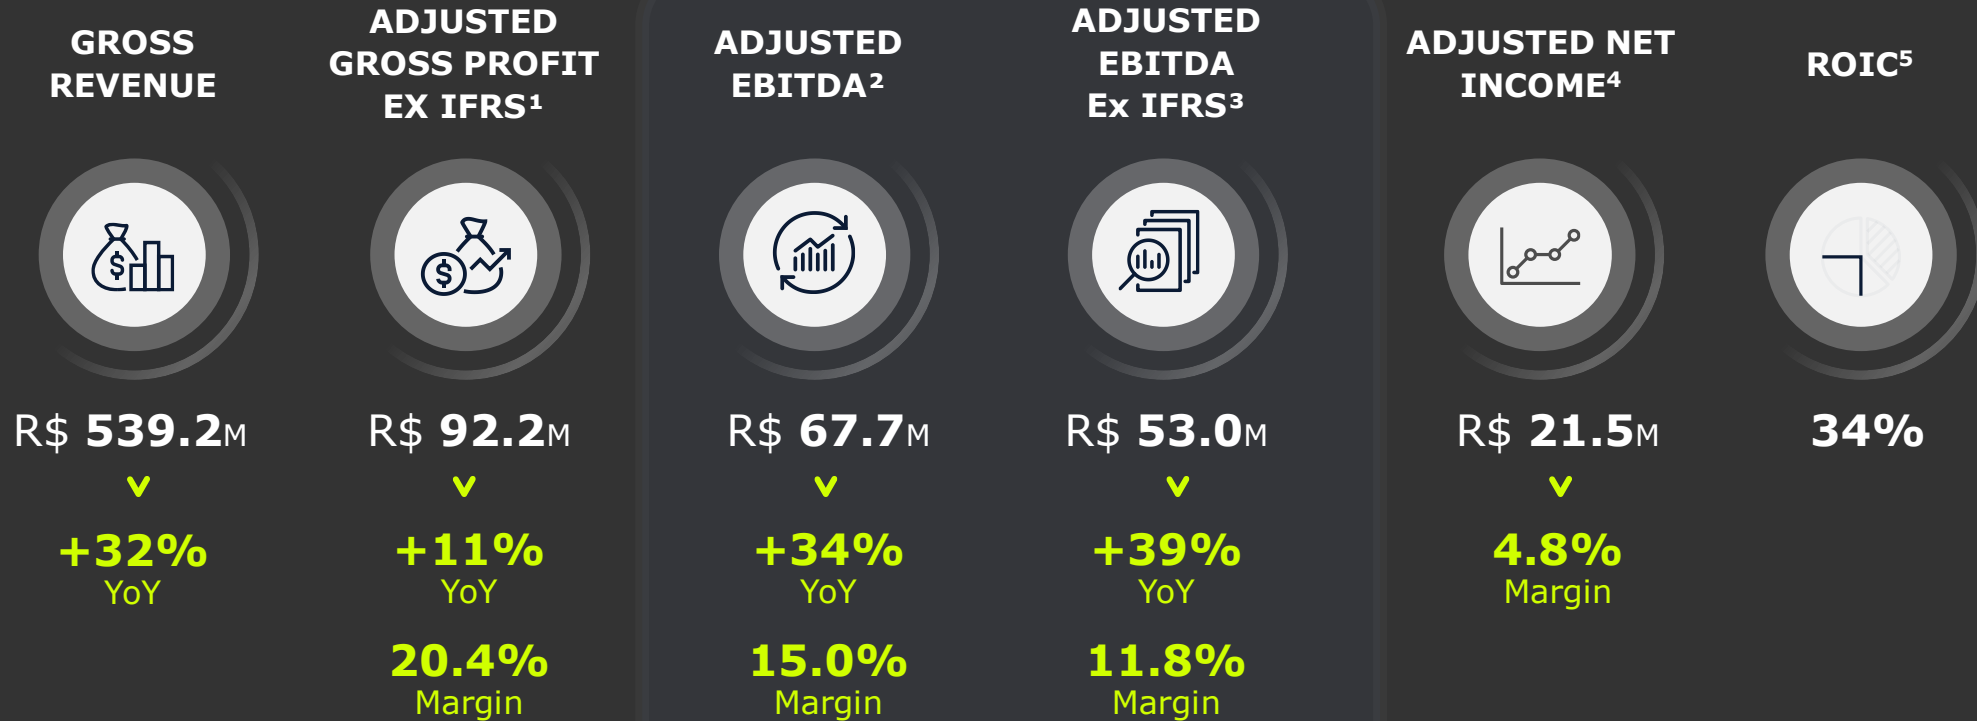 GROSS
REVENUE
R$ 539.2M
+32%
YoY
ADJUSTED
GROSS PROFIT
EX IFRS¹
R$ 92.2M
+11%
YoY
20.4%
Margin
ADJUSTED
EBITDA²
R$ 67.7M
+34%
YoY
15.0%
Margin
ADJUSTED
EBITDA
Ex IFRS³
R$ 53.0M
+39%
YoY
11.8%
Margin
ADJUSTED NET
INCOME⁴
R$ 21.5M
4.8%
Margin
ROIC⁵
34%